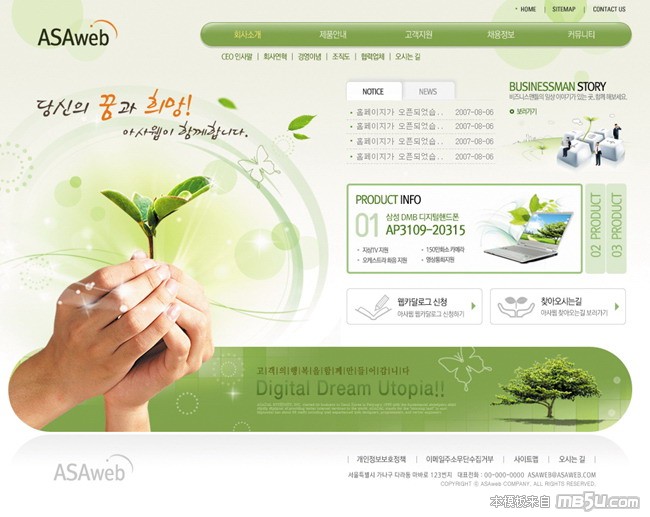 HOME | SITEMAP | CONTACT US
ASAweb
회사소개 제품안내 고객지원 채용정보 커뮤니티
CEO 인사말 | 회사연혁 | 경영이념 | 조직도 | 협력업체 | 오시는 길
당신의 꿈과 희망!
아사웹이 함께합니다.
NOTICE NEWS
홈페이지가 오픈되었습.. 2007-08-06
홈페이지가 오픈되었습.. 2007-08-06
홈페이지가 오픈되었습.. 2007-08-06
홈페이지가 오픈되었습.. 2007-08-06
BUSINESSMAN STORY
비즈니스맨들의 일상 이야기가 있는 곳, 함께 해보세요.
보러가기
PRODUCT INFO
01 삼성 DMB 디지털핸드폰
AP3109-20315
지상TV 지원 150만화소 카메라
오케스트라 화음 지원 영상통화지원
02 PRODUCT
03 PRODUCT
웹카달로그 신청
아사웹 웹카달로그 신청하기
찾아오시는길
아사웹 찾아오는길 보러가기
고객의행복을함께만들어갑니다
Digital Dream Utopia!!
ASAweb
개인정보보호정책 | 이메일주소무단수집거부 | 사이트맵 | 오시는 길
서울특별시 가나구 다라동 마바로 123번지 대표전화 : 00-000-0000 ASAWEB@ASAWEB.COM
COPYRIGHT ⓒ ASAweb COMPANY, ALL RIGHTS RESERVED.
本模板来自 mb5u.com